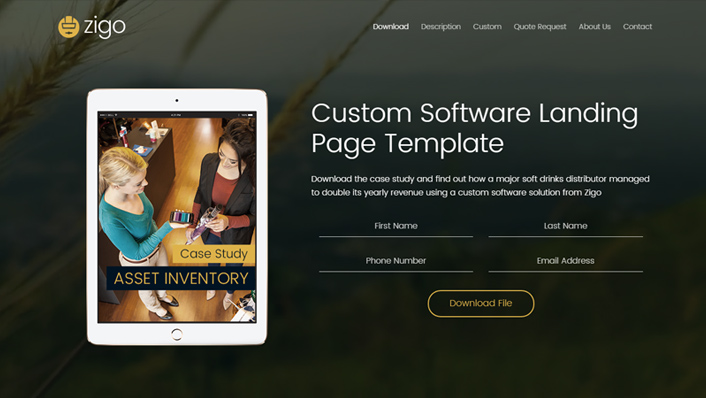 zigo
Download Description Custom Quote Request About Us Contact
Custom Software Landing
Page Template
Download the case study and find out how a major soft drinks distributor managed
to double its yearly revenue using a custom software solution from Zigo
First Name Last Name
Phone Number Email Address
Download File
Case Study
ASSET INVENTORY